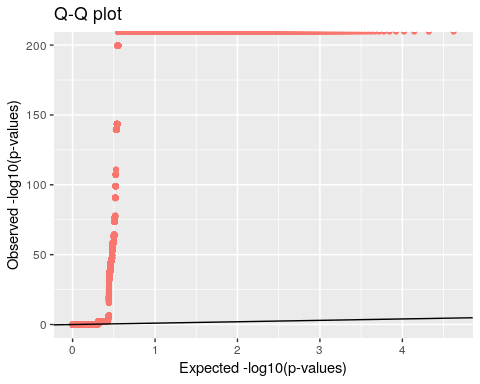 Q-Q plot
200
150
100
50
0
0 1 2 3 4
Observed -log10(p-values)
Expected -log10(p-values)